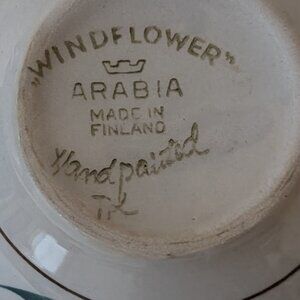 „WINDFLOWER”
ARABIA
MADE IN
FINLAND
Handpainted